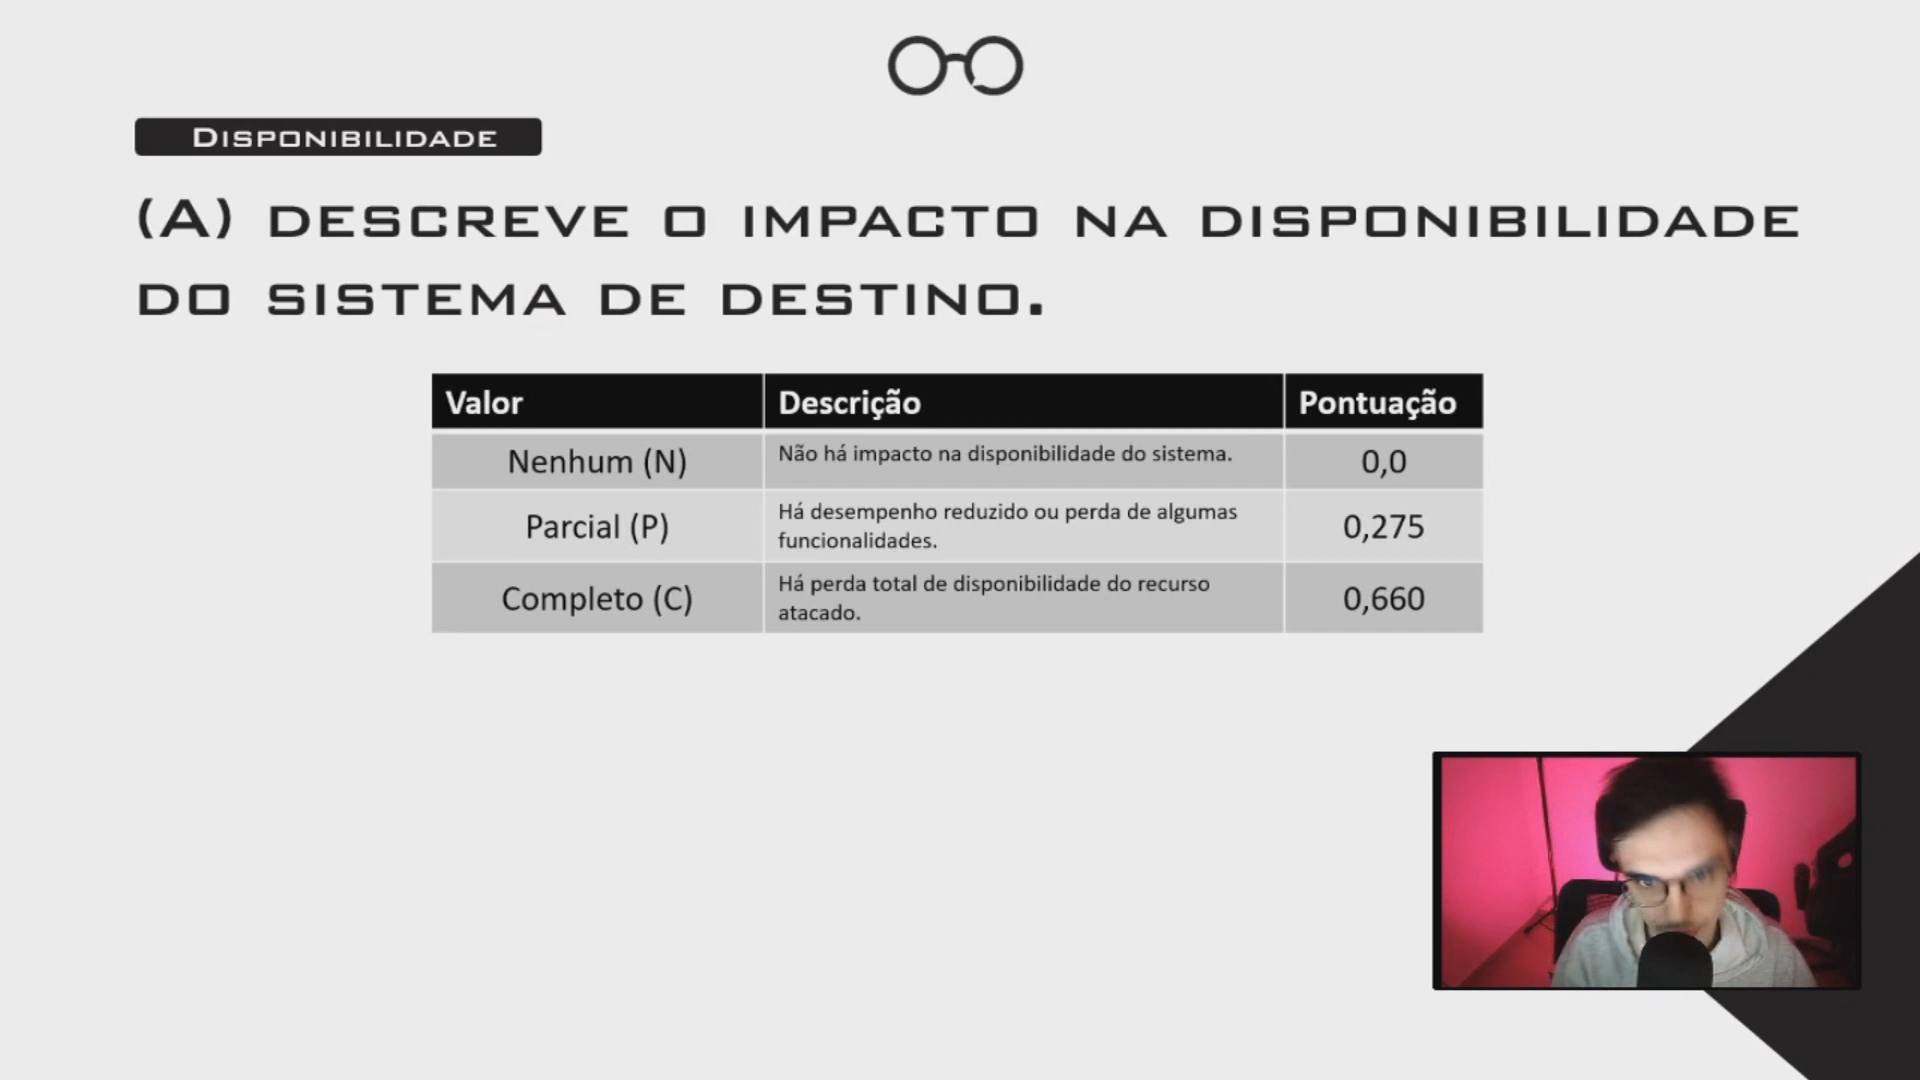 Disponibilidade
(A) descreve o impacto na disponibilidade
do sistema de destino.
Valor Descrição Pontuação
Nenhum (N) Não há impacto na disponibilidade do sistema. 0,0
Parcial (P) Há desempenho reduzido ou perda de algumas
funcionalidades. 0,275
Completo (C) Há perda total de disponibilidade do recurso
atacado. 0,660